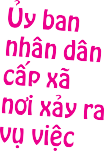 Ủy ban
nhân dân
cấp xã
nơi xảy ra
vụ việc